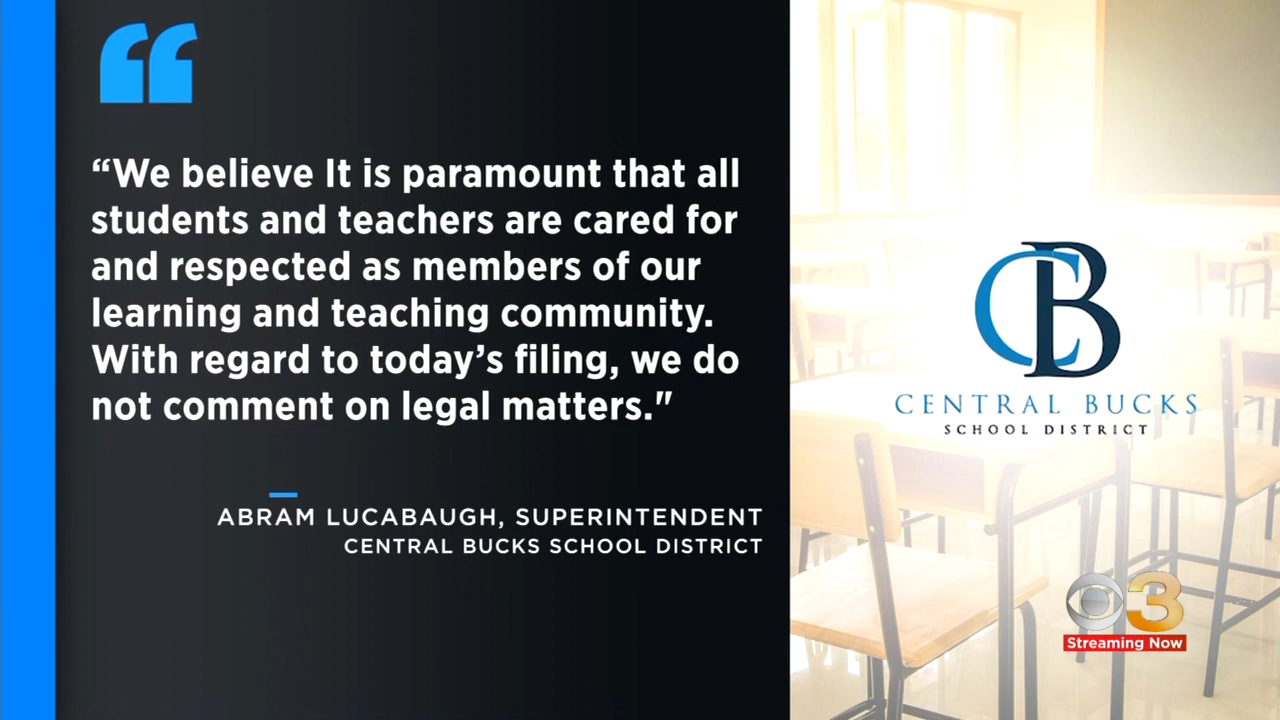 “We believe It is paramount that all
students and teachers are cared for
and respected as members of our
learning and teaching community.
With regard to today’s filing, we do
not comment on legal matters."
ABRAM LUCABAUGH, SUPERINTENDENT
CENTRAL BUCKS SCHOOL DISTRICT
CB
CENTRAL BUCKS
SCHOOL DISTRICT
3
Streaming Now